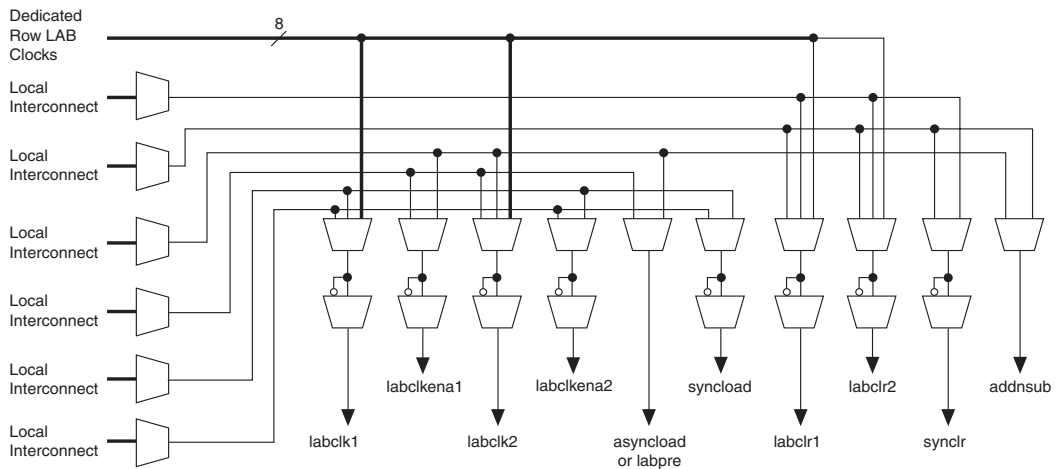 Dedicated
Row LAB
Clocks
8
Local
Interconnect
Local
Interconnect
Local
Interconnect
Local
Interconnect
Local
Interconnect
Local
Interconnect
labclkena1
labclkena2
syncload
labclr2
addnsub
labclk1
labclk2
asyncload
or labpre
labclr1
synclr